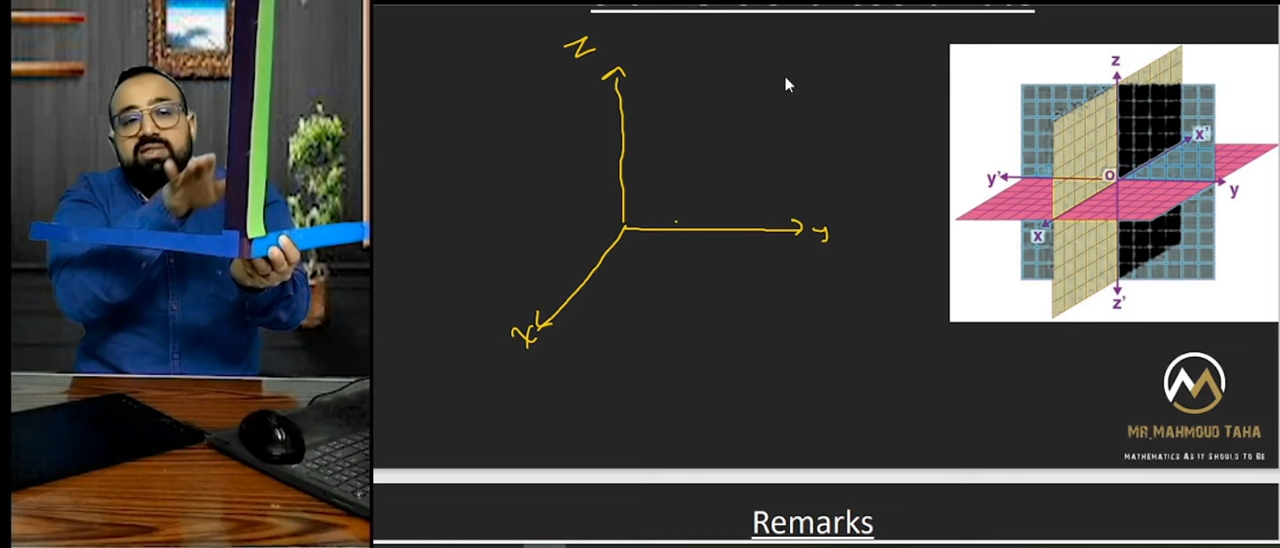 z
y
x
z
x'
y'
O
y
x
z'
MR.MAHMOUD TAHA
MATHEMATICS AS IT SHOULD TO BE
Remarks